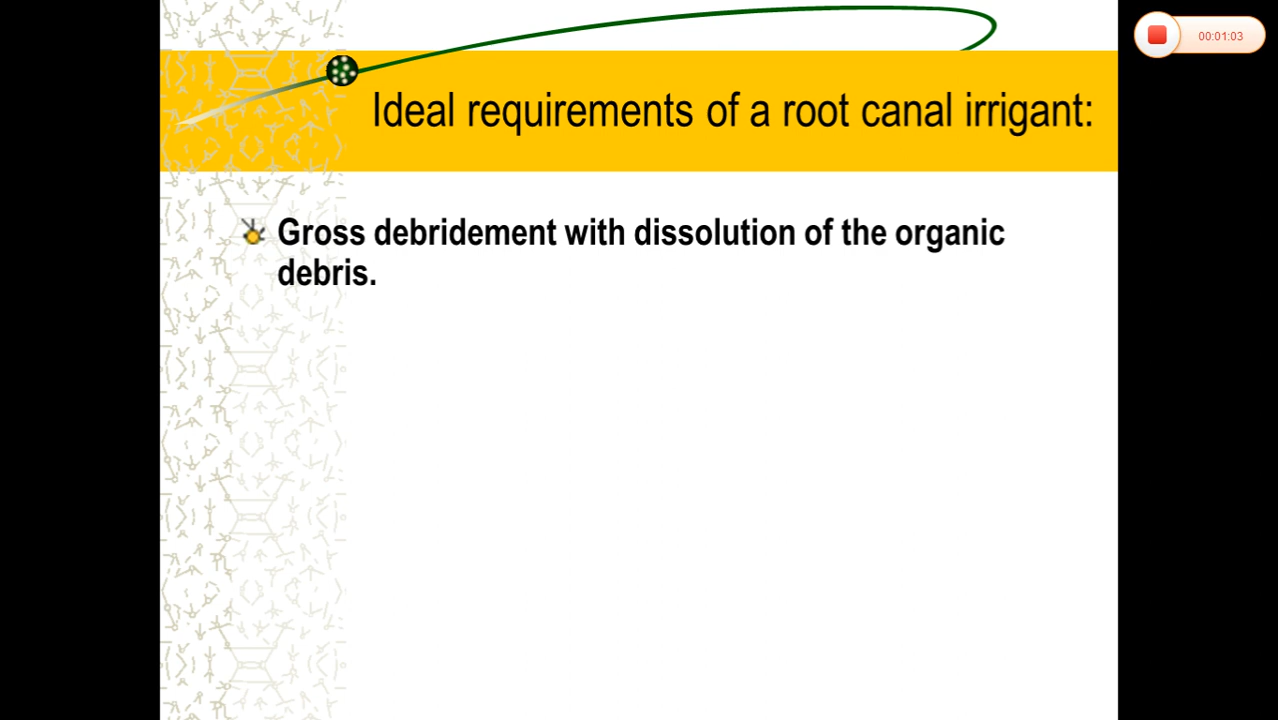 00:01:03
Ideal requirements of a root canal irrigant:
Gross debridement with dissolution of the organic
debris.